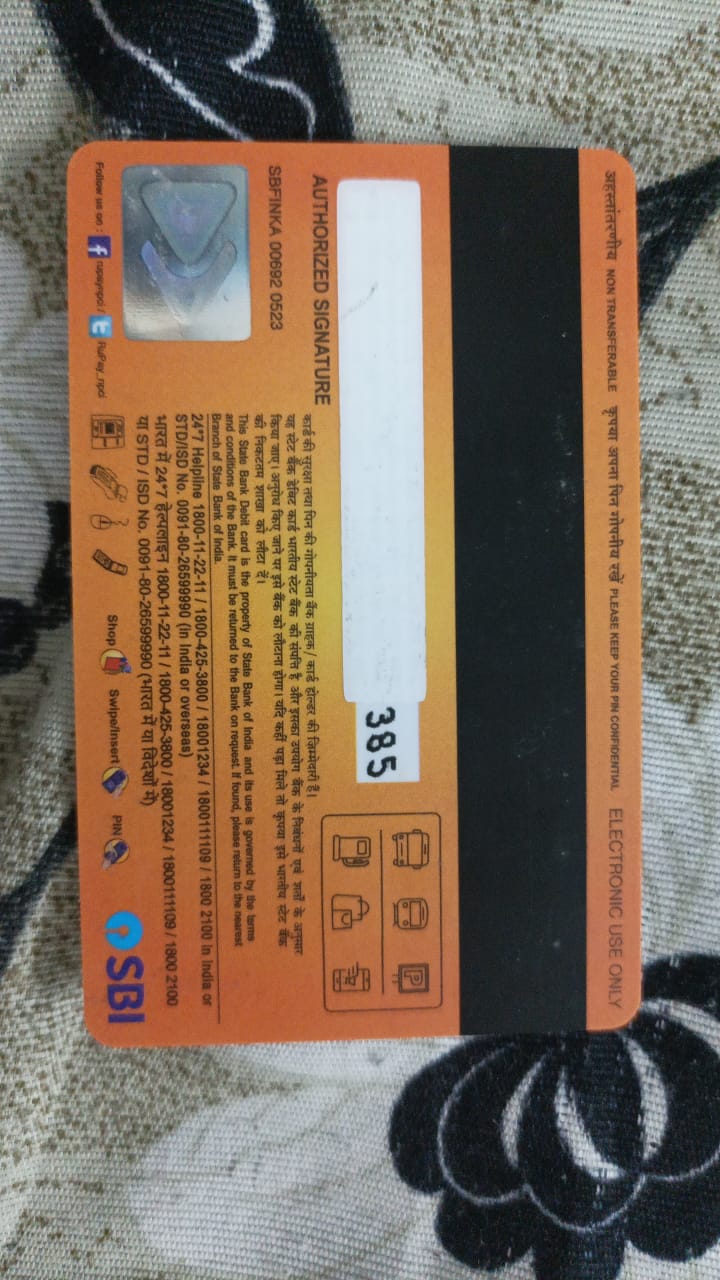 अहस्तांतरणीय NON TRANSFERABLE कृपया अपना पिन गोपनीय रखें PLEASE KEEP YOUR PIN CONFIDENTIAL ELECTRONIC USE ONLY
385
AUTHORIZED SIGNATURE
SBFINKA 00692 0523
कार्ड की सुरक्षा तथा पिन की गोपनीयता बैंक ग्राहक / कार्ड होल्डर की जिम्मेदारी है।
यह स्टेट बैंक डेबिट कार्ड भारतीय स्टेट बैंक की संपत्ति है और इसका उपयोग बैंक के निबंधनों एवं शर्तों के अनुसार
किया जाए। अनुरोध किए जाने पर इसे बैंक को लौटाना होगा। यदि कहीं पड़ा मिले तो कृपया इसे भारतीय स्टेट बैंक
की निकटतम शाखा को लौटा दें।
This State Bank Debit card is the property of State Bank of India and its use is governed by the terms
and conditions of the Bank. It must be returned to the Bank on request. If found, please return to the nearest
Branch of State Bank of India.
24*7 Helpline 1800-11-22-11 / 1800-425-3800 / 18001234 / 1800111109 / 1800 2100 In India or
STD/ISD No. 0091-80-26599990 (In India or overseas)
भारत में 24*7 हेल्पलाइन 1800-11-22-11 / 1800-425-3800 / 18001234 / 1800111109 / 1800 2100
या STD / ISD No. 0091-80-26599990 (भारत में या विदेशों में)
Follow us on : f rupaynpci / t RuPay_npci
Shop Swipe/Insert PIN
SBI